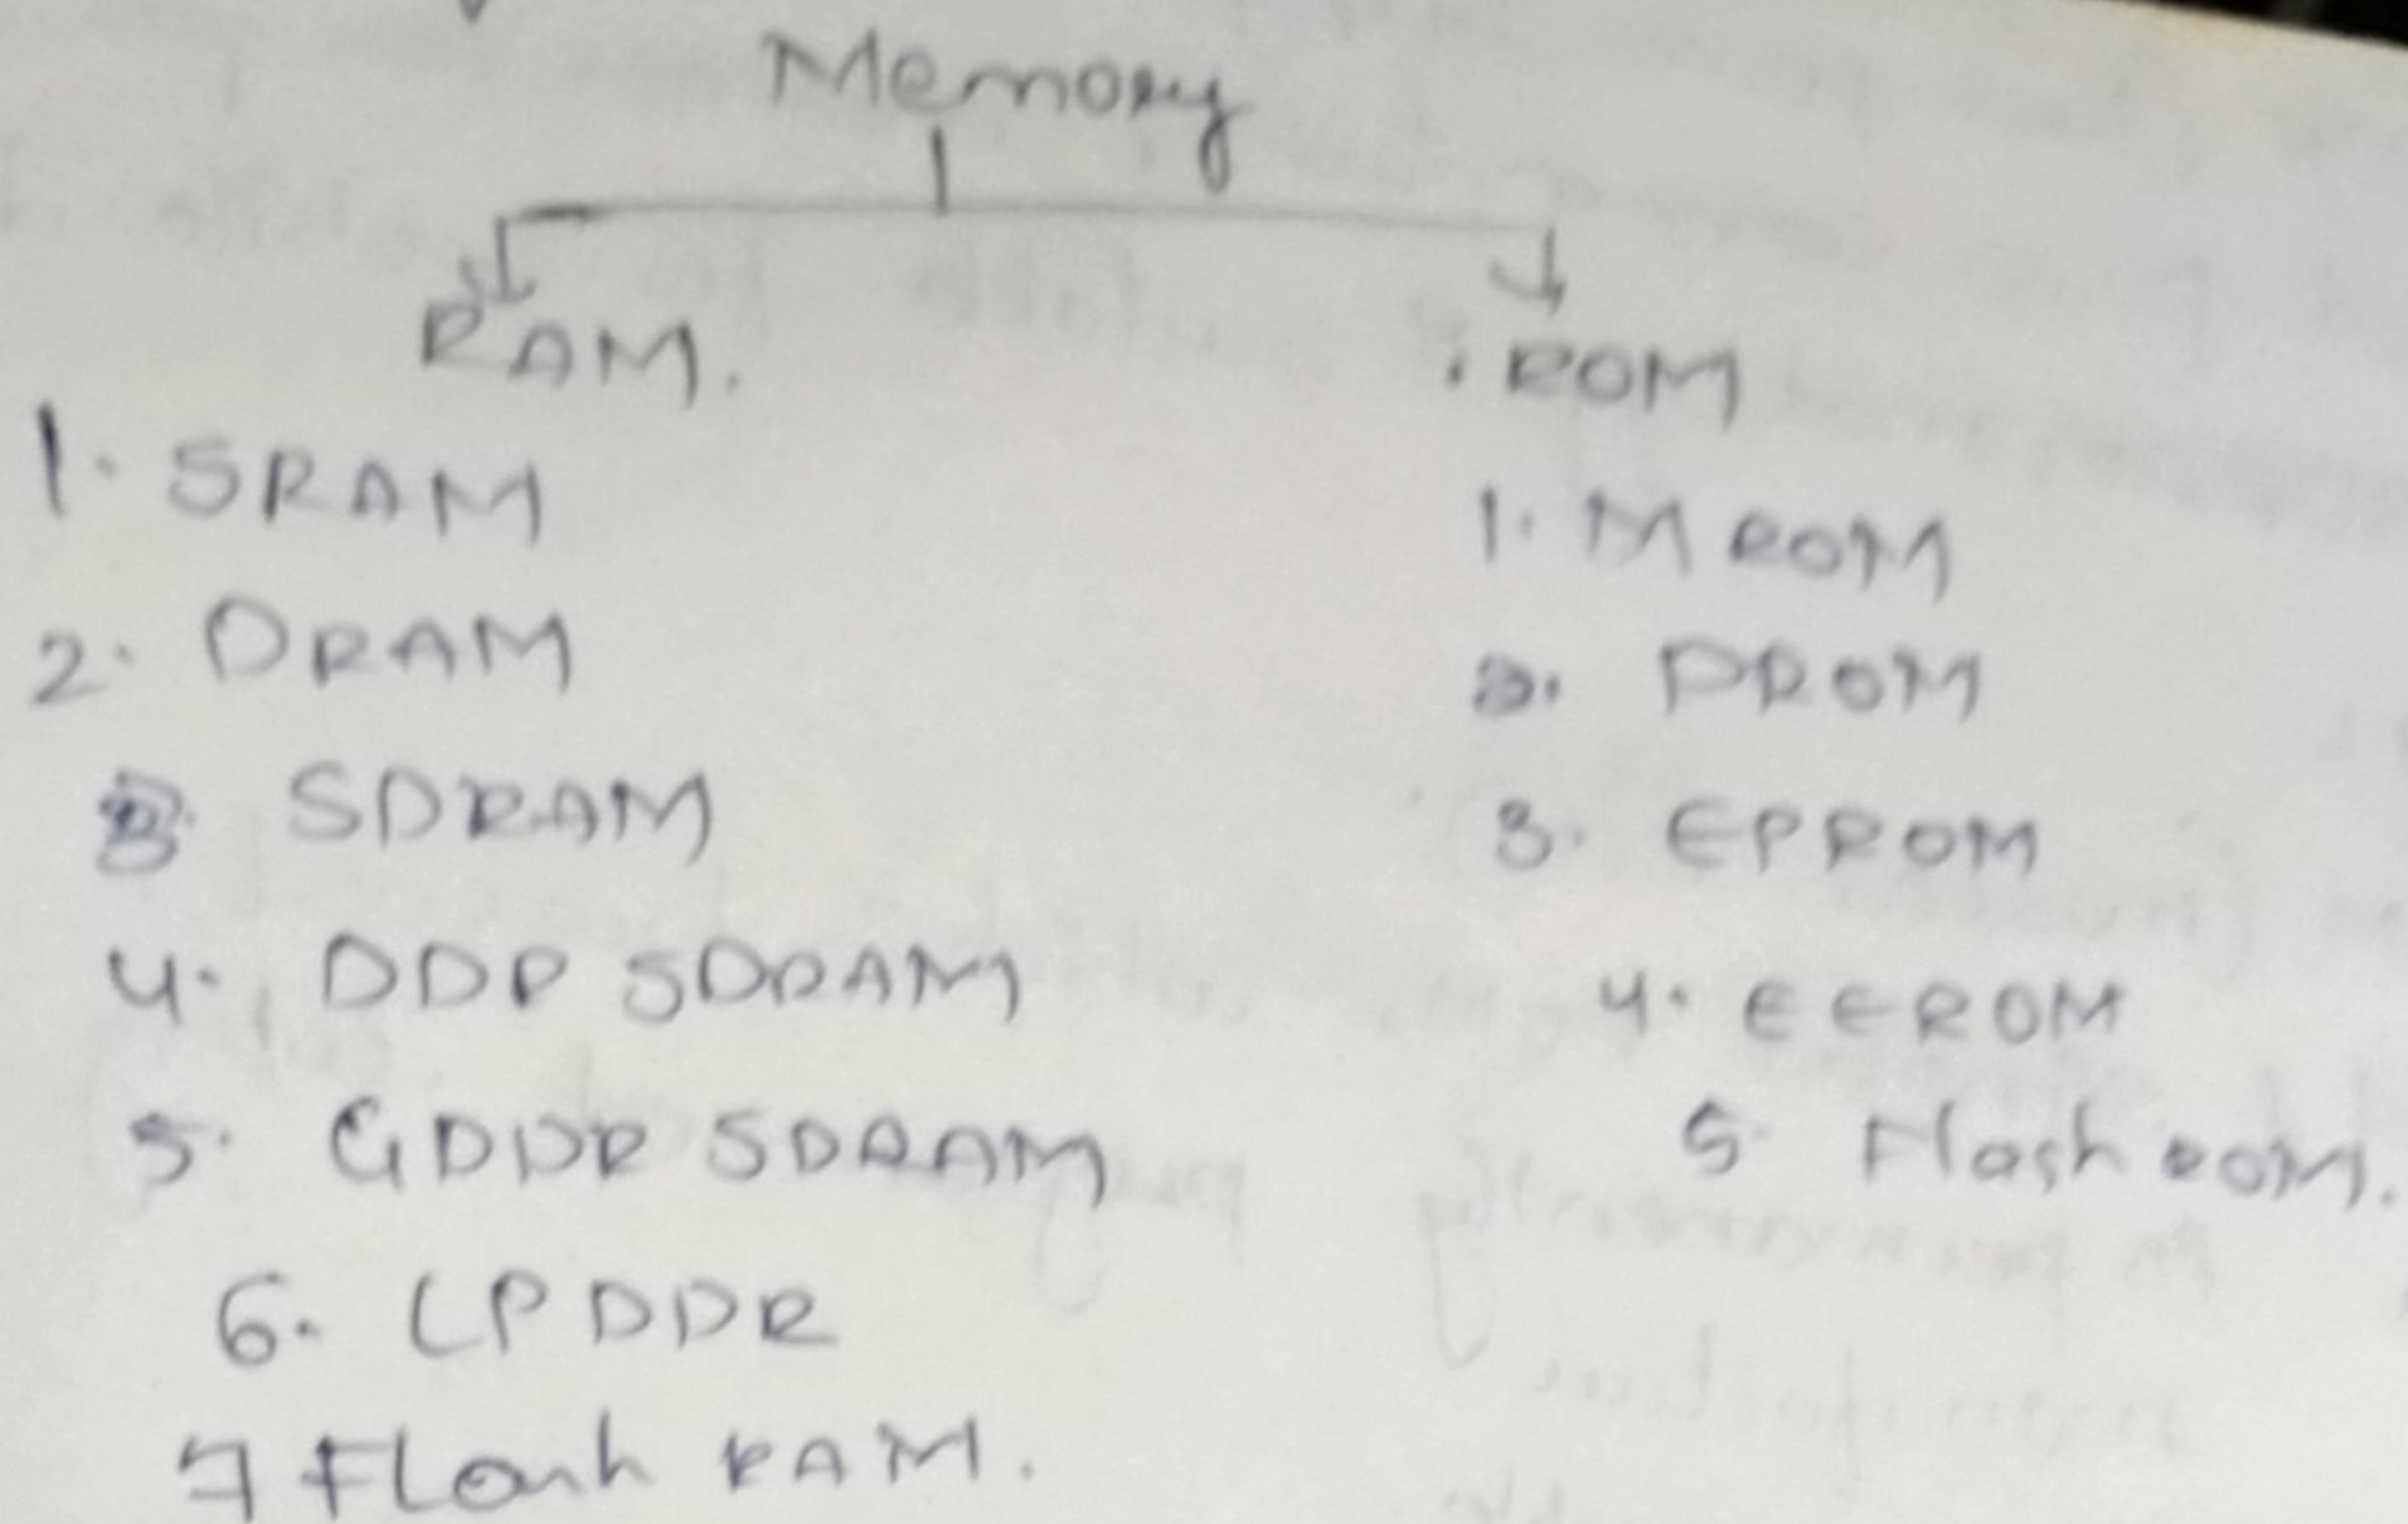 Memory
RAM.
1. SRAM
2. DRAM
3. SDRAM
4. DDR SDRAM
5. GDDR SDRAM
6. LPDDR
7 Flash RAM.
. ROM
1. MROM
2. PROM
3. EPROM
4. EEROM
5. Flash ROM.